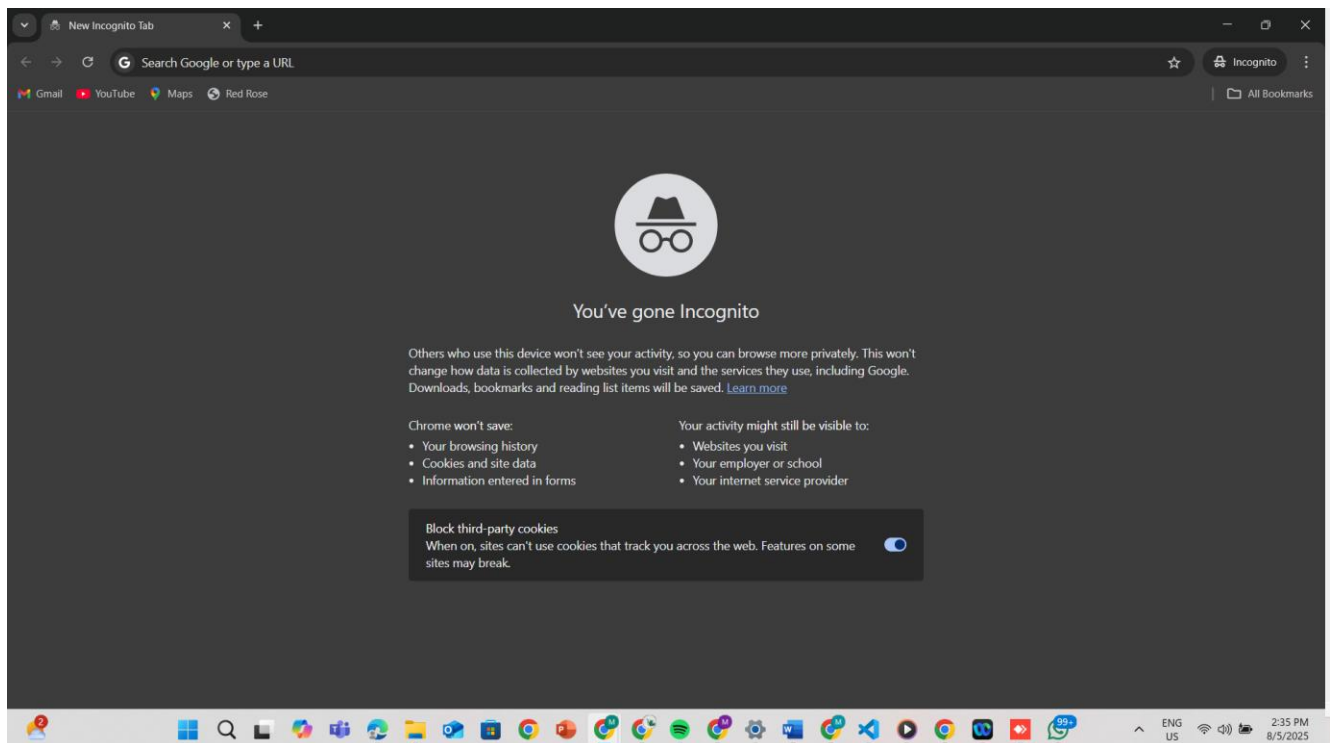 New Incognito Tab
G Search Google or type a URL
Incognito
Gmail YouTube Maps Red Rose
All Bookmarks
You've gone Incognito
Others who use this device won't see your activity, so you can browse more privately. This won't
change how data is collected by websites you visit and the services they use, including Google.
Downloads, bookmarks and reading list items will be saved. Learn more
Chrome won't save:
• Your browsing history
• Cookies and site data
• Information entered in forms
Your activity might still be visible to:
• Websites you visit
• Your employer or school
• Your internet service provider
Block third-party cookies
When on, sites can't use cookies that track you across the web. Features on some
sites may break.
2
M
M
M
99+
ENG
US
2:35 PM
8/5/2025